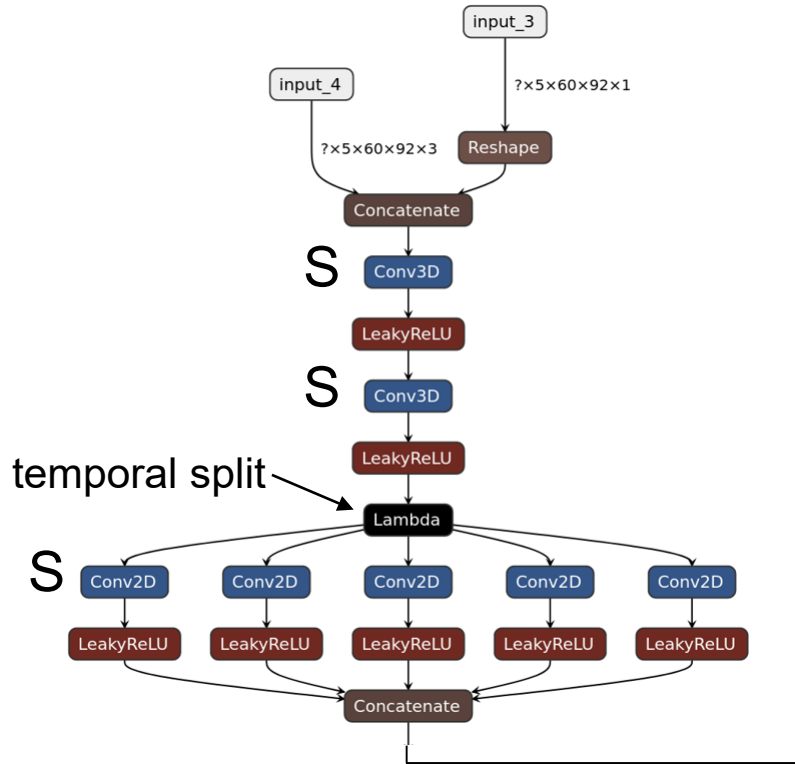 input_3
input_4
?×5×60×92×1
?×5×60×92×3
Reshape
Concatenate
S
Conv3D
LeakyReLU
S
Conv3D
LeakyReLU
temporal split
Lambda
S
Conv2D Conv2D Conv2D Conv2D Conv2D
LeakyReLU LeakyReLU LeakyReLU LeakyReLU LeakyReLU
Concatenate